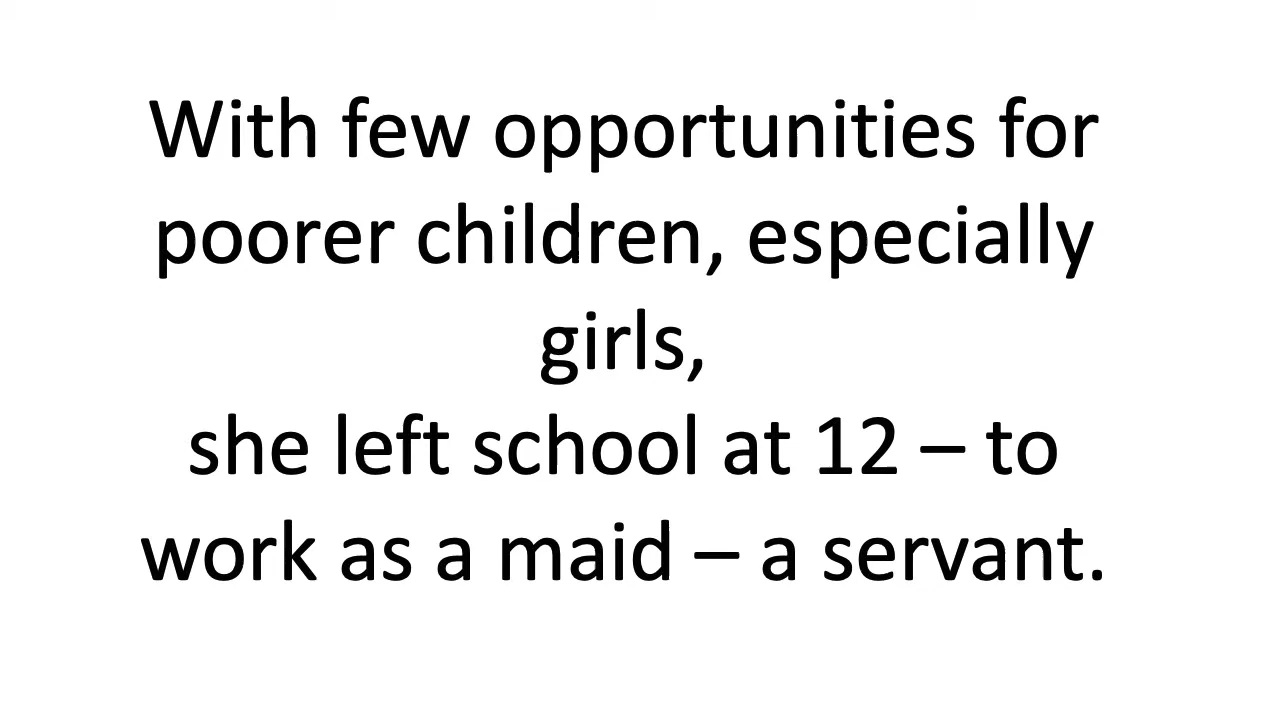 With few opportunities for
poorer children, especially
girls,
she left school at 12 – to
work as a maid – a servant.